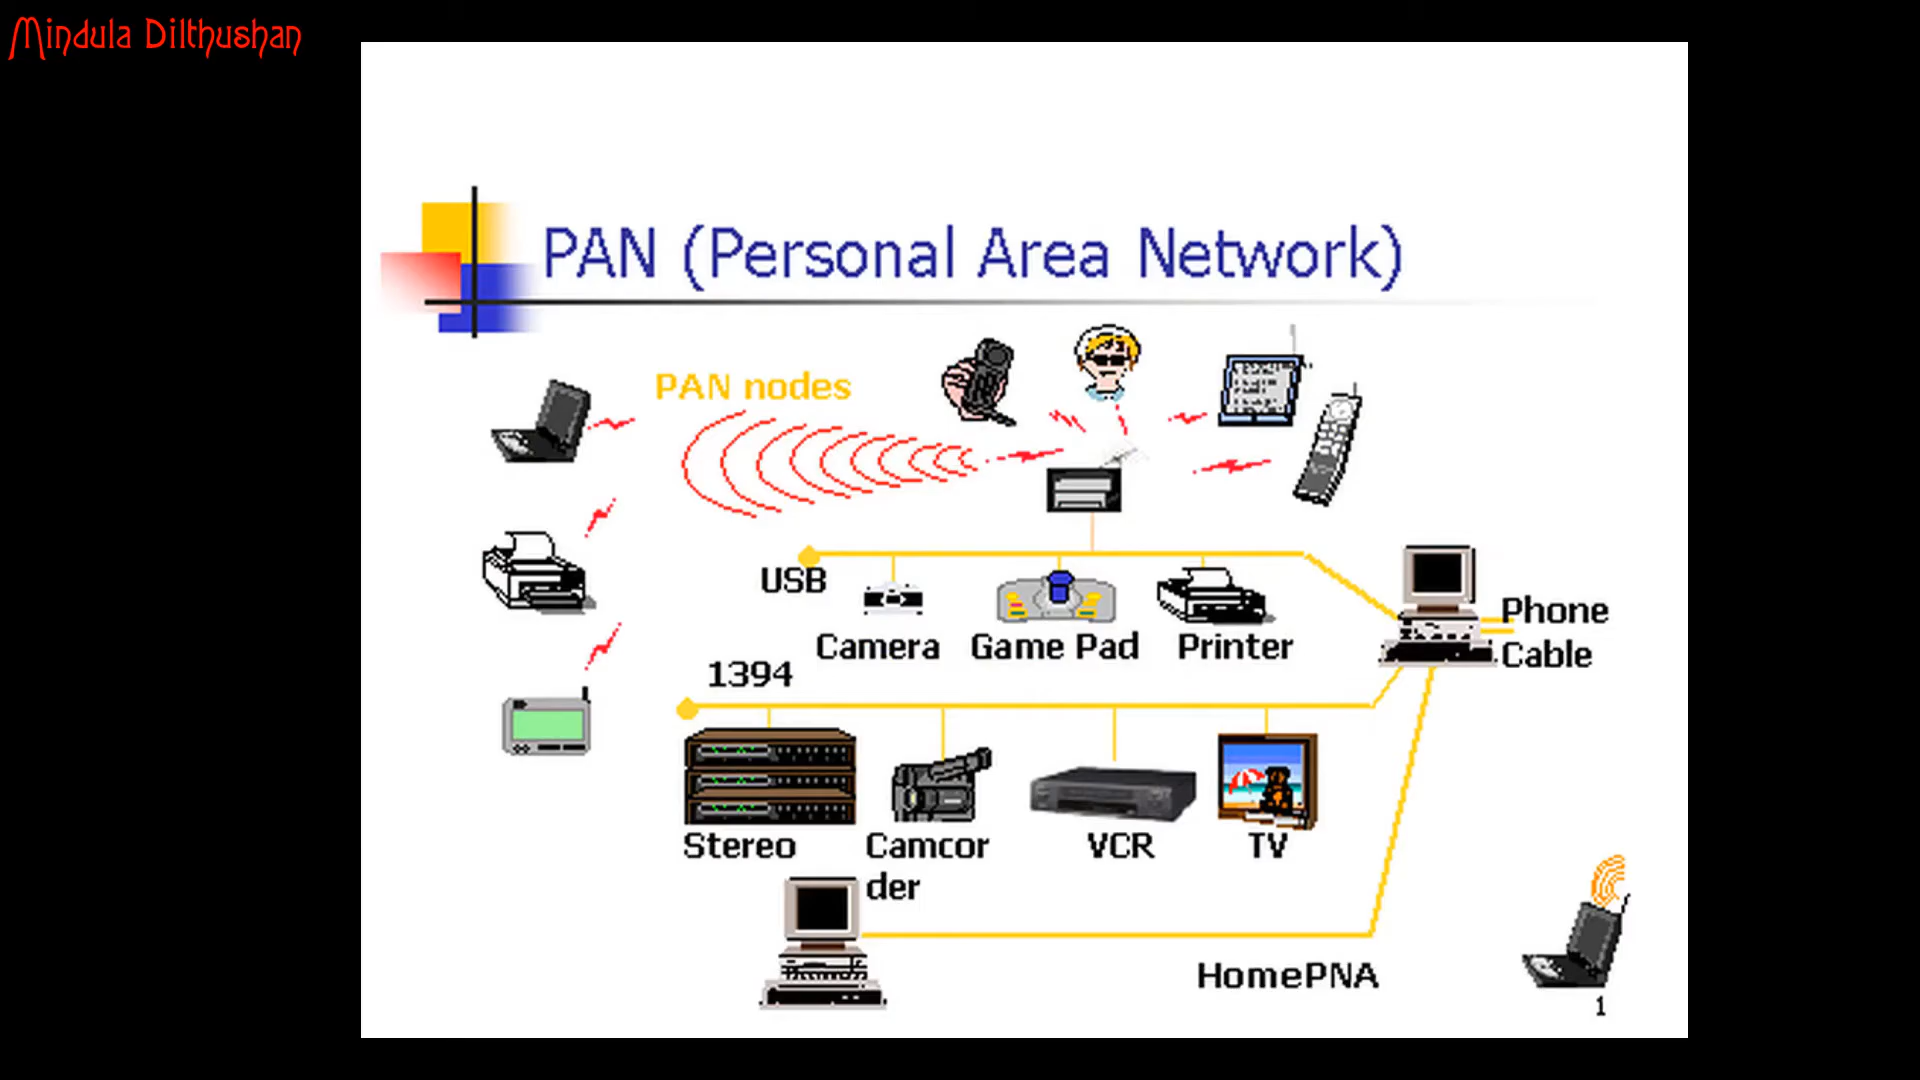 Mindula Dilthushan
PAN (Personal Area Network)
PAN nodes
USB
Camera
Game Pad
Printer
Phone
Cable
1394
Stereo
Camcor
der
VCR
TV
HomePNA
1